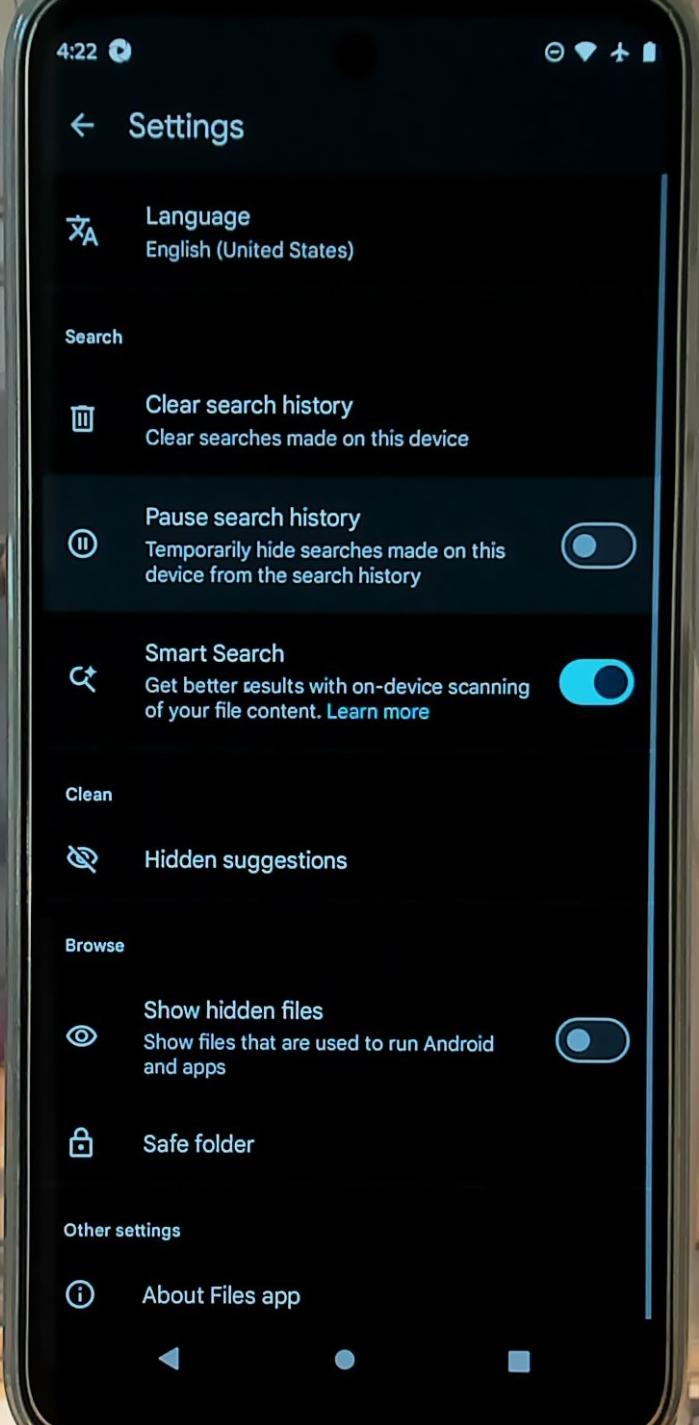 4:22
Settings
Language
English (United States)
Search
Clear search history
Clear searches made on this device
Pause search history
Temporarily hide searches made on this
device from the search history
Smart Search
Get better results with on-device scanning
of your file content. Learn more
Clean
Hidden suggestions
Browse
Show hidden files
Show files that are used to run Android
and apps
Safe folder
Other settings
About Files app